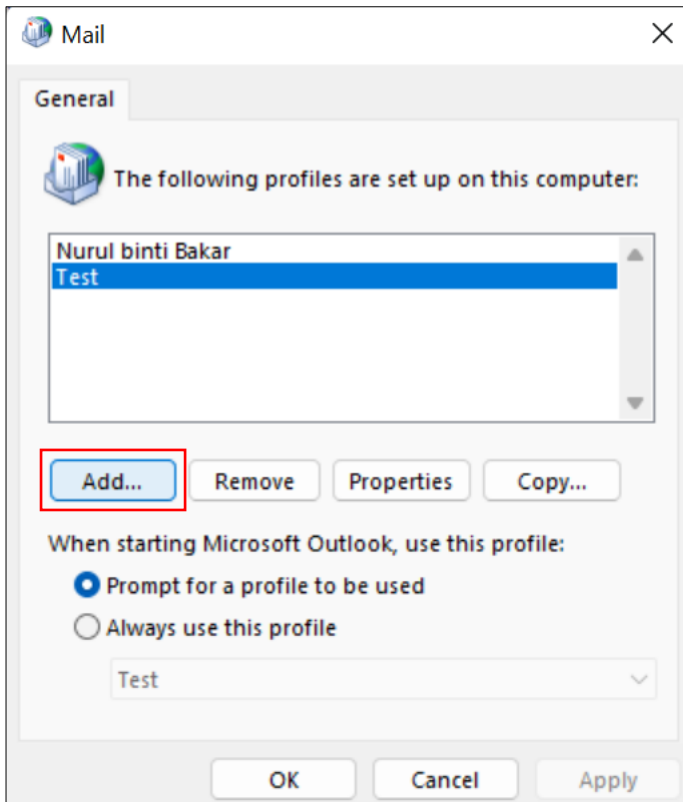 Mail
General
The following profiles are set up on this computer:
Nurul binti Bakar
Test
Add... Remove Properties Copy...
When starting Microsoft Outlook, use this profile:
Prompt for a profile to be used
Always use this profile
Test
OK Cancel Apply